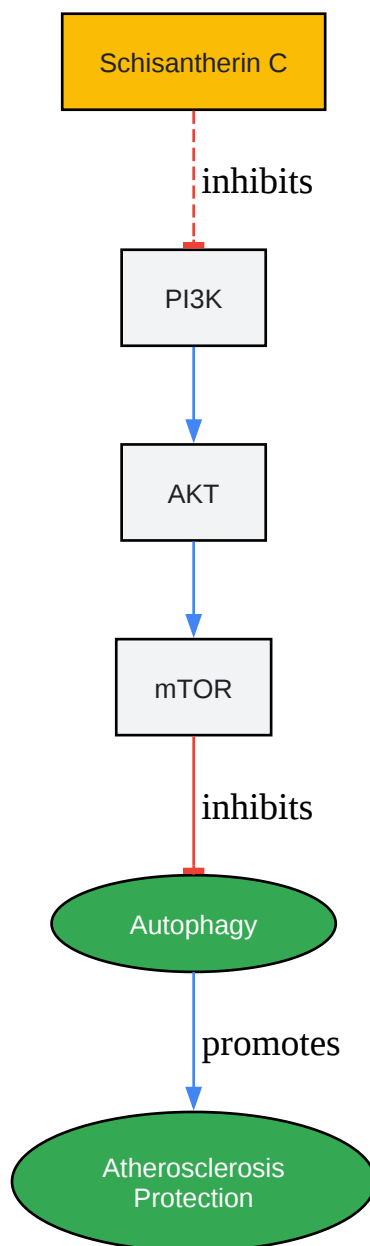 Schisantherin C
inhibits
PI3K
AKT
mTOR
inhibits
Autophagy
promotes
Atherosclerosis
Protection